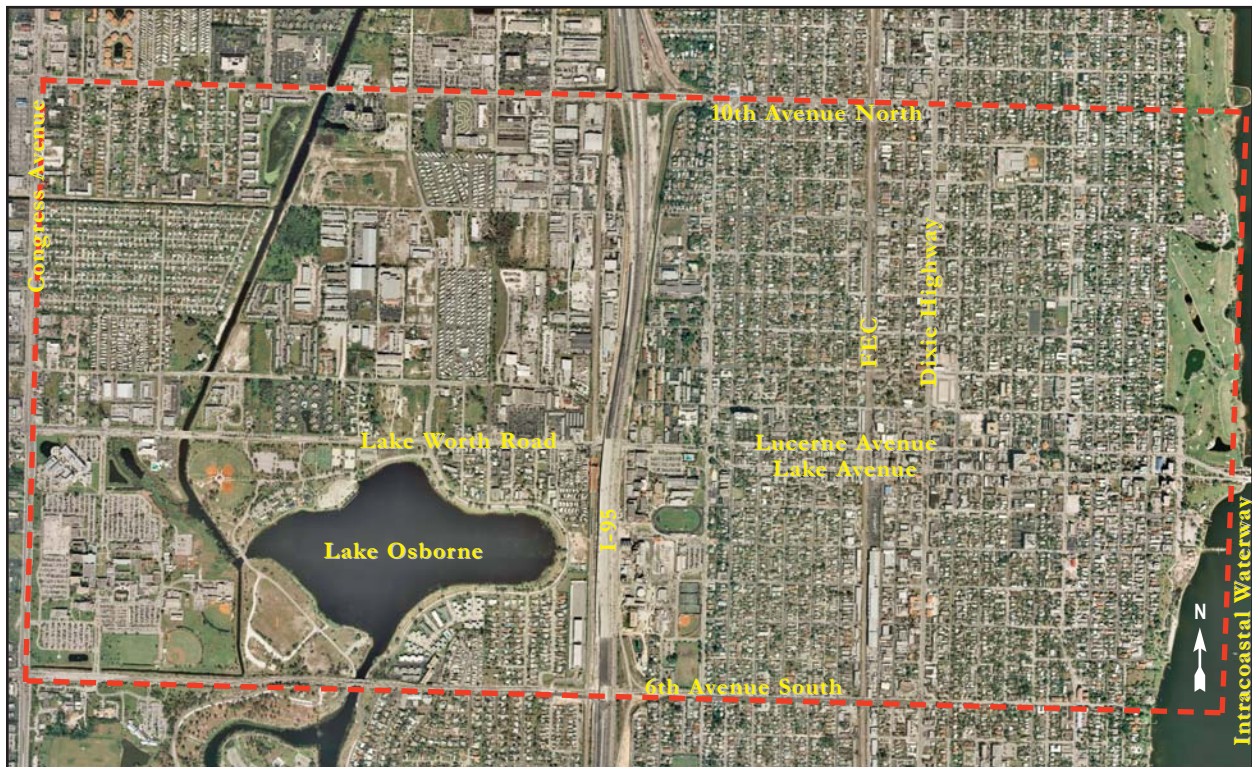 10th Avenue North
Congress Avenue
Dixie Highway
FEC
Lake Worth Road
Lucerne Avenue
Lake Avenue
I-95
Lake Osborne
Intracoastal Waterway
N
6th Avenue South